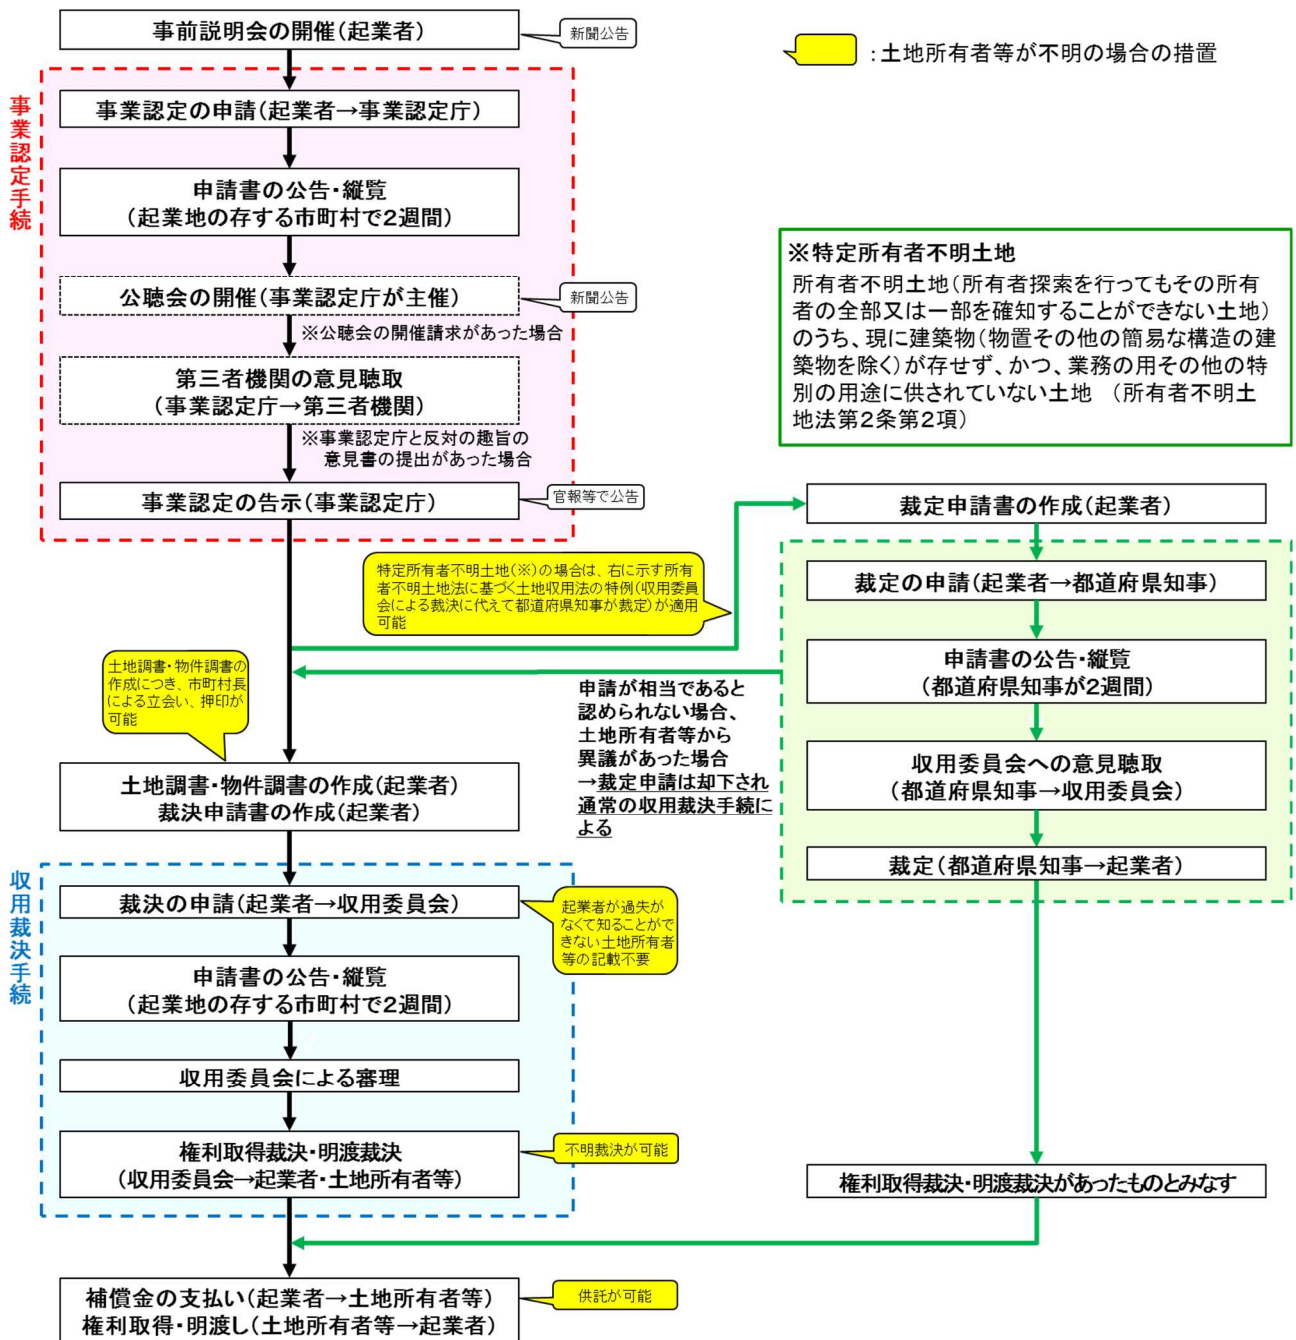 事前説明会の開催(起業者)
新聞公告
：土地所有者等が不明の場合の措置
事業認定手続
事業認定の申請(起業者→事業認定庁)
申請書の公告・縦覧
(起業地の存する市町村で2週間)
公聴会の開催(事業認定庁が主催)
新聞公告
※公聴会の開催請求があった場合
第三者機関の意見聴取
(事業認定庁→第三者機関)
※事業認定庁と反対の趣旨の
意見書の提出があった場合
事業認定の告示(事業認定庁)
官報等で公告
※特定所有者不明土地
所有者不明土地(所有者探索を行ってもその所有
者の全部又は一部を確知することができない土地)
のうち、現に建築物(物置その他の簡易な構造の建
築物を除く)が存せず、かつ、業務の用その他の特
別の用途に供されていない土地　(所有者不明土
地法第2条第2項)
特定所有者不明土地(※)の場合は、右に示す所有
者不明土地法に基づく土地収用法の特例(収用委員
会による裁決に代えて都道府県知事が裁定)が適用
可能
裁定申請書の作成(起業者)
裁定の申請(起業者→都道府県知事)
申請書の公告・縦覧
(都道府県知事が2週間)
収用委員会への意見聴取
(都道府県知事→収用委員会)
裁定(都道府県知事→起業者)
申請が相当であると
認められない場合、
土地所有者等から
異議があった場合
→裁定申請は却下され
通常の収用裁決手続に
よる
土地調書・物件調書の
作成につき、市町村長
による立会い、押印が
可能
土地調書・物件調書の作成(起業者)
裁決申請書の作成(起業者)
収用裁決手続
裁決の申請(起業者→収用委員会)
起業者が過失が
なくて知ることがで
きない土地所有者
等の記載不要
申請書の公告・縦覧
(起業地の存する市町村で2週間)
収用委員会による審理
権利取得裁決・明渡裁決
(収用委員会→起業者・土地所有者等)
不明裁決が可能
権利取得裁決・明渡裁決があったものとみなす
補償金の支払い(起業者→土地所有者等)
権利取得・明渡し(土地所有者等→起業者)
供託が可能